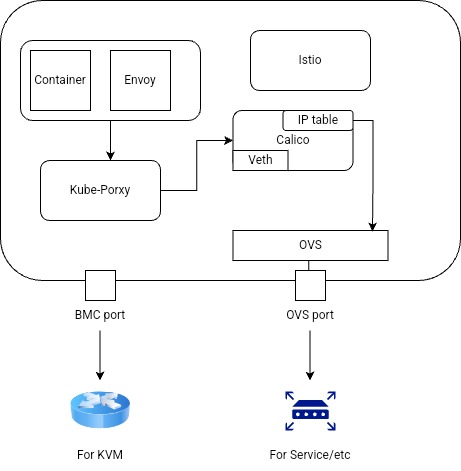 Container
Envoy
Istio
IP table
Calico
Veth
Kube-Porxy
OVS
BMC port
OVS port
For KVM
For Service/etc